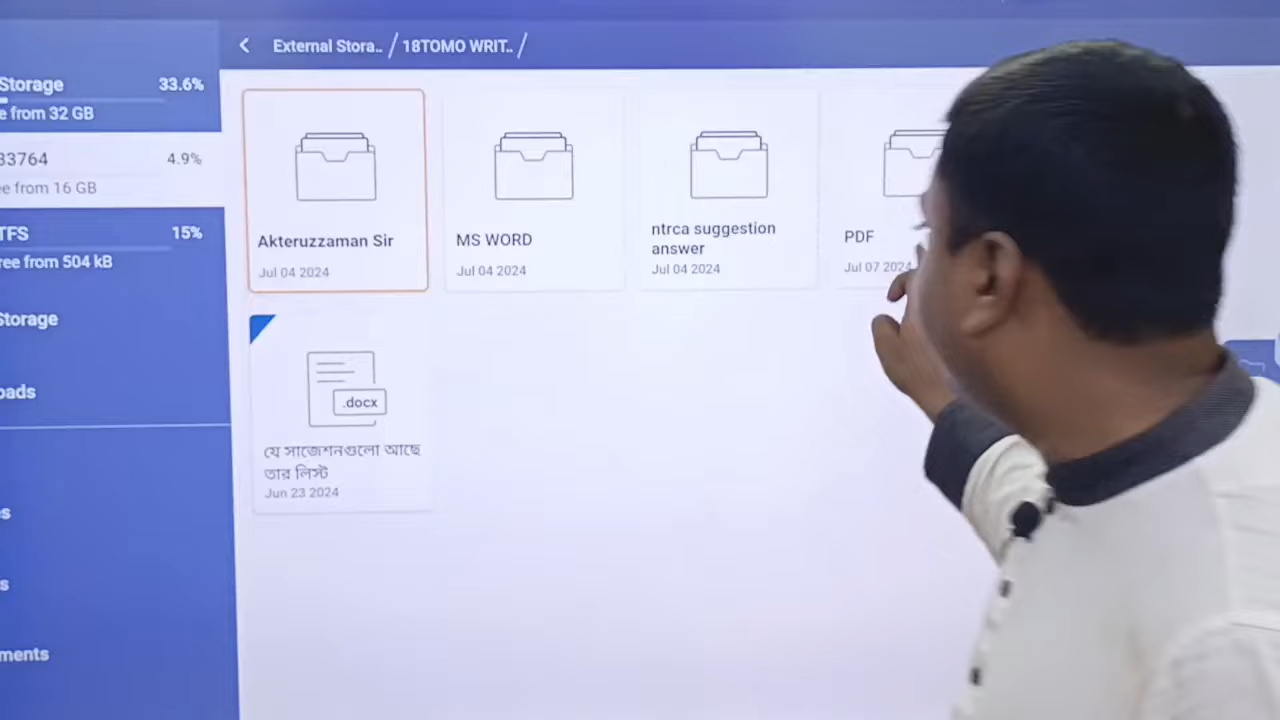 External Stora.. / 18TOMO WRIT.. /
Storage 33.6%
e from 32 GB
33764 4.9%
ee from 16 GB
TFS 15%
ree from 504 kB
Storage
oads
s
s
ments
Akteruzzaman Sir
Jul 04 2024
MS WORD
Jul 04 2024
ntrca suggestion
answer
Jul 04 2024
PDF
Jul 07 2024
.docx
যে সাজেশনগুলো আছে
তার লিস্ট
Jun 23 2024